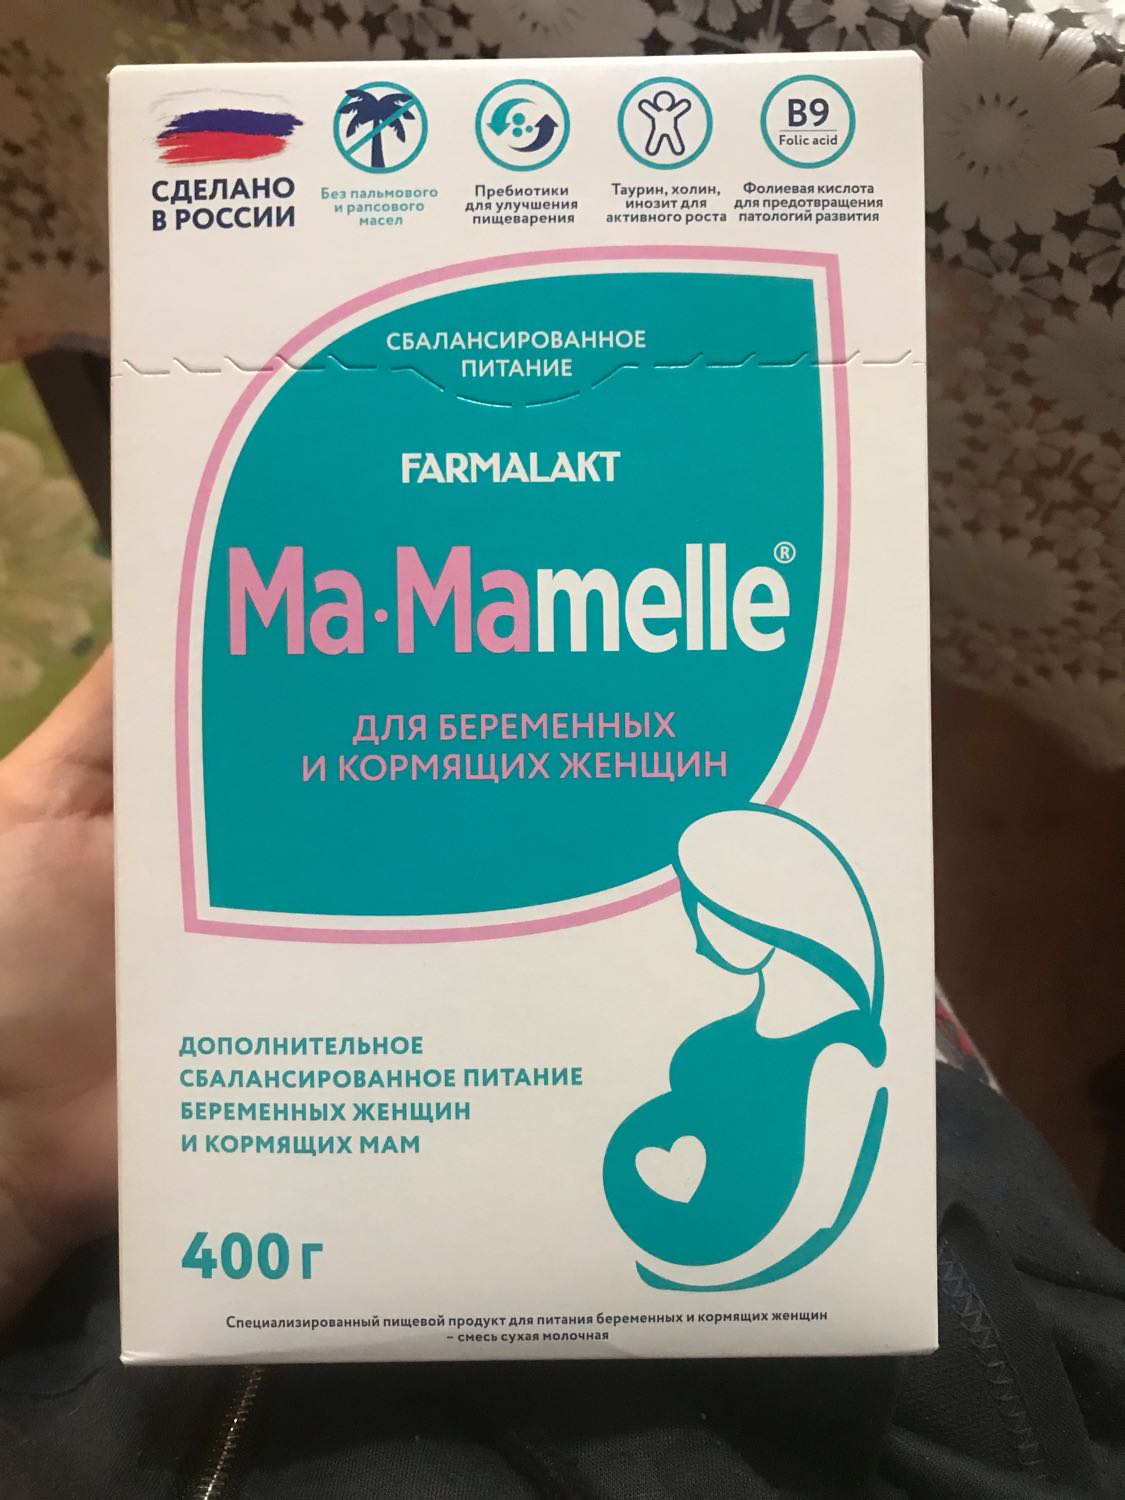 СДЕЛАНО
В РОССИИ
Без пальмового
и рапсового
масел
Пребиотики
для улучшения
пищеварения
Таурин, холин,
инозит для
активного роста
B9
Folic acid
Фолиевая кислота
для предотвращения
патологий развития
СБАЛАНСИРОВАННОЕ
ПИТАНИЕ
FARMALAKT
Ma·Mamelle®
ДЛЯ БЕРЕМЕННЫХ
И КОРМЯЩИХ ЖЕНЩИН
ДОПОЛНИТЕЛЬНОЕ
СБАЛАНСИРОВАННОЕ ПИТАНИЕ
БЕРЕМЕННЫХ ЖЕНЩИН
И КОРМЯЩИХ МАМ
400 г
Специализированный пищевой продукт для питания беременных и кормящих женщин
– смесь сухая молочная